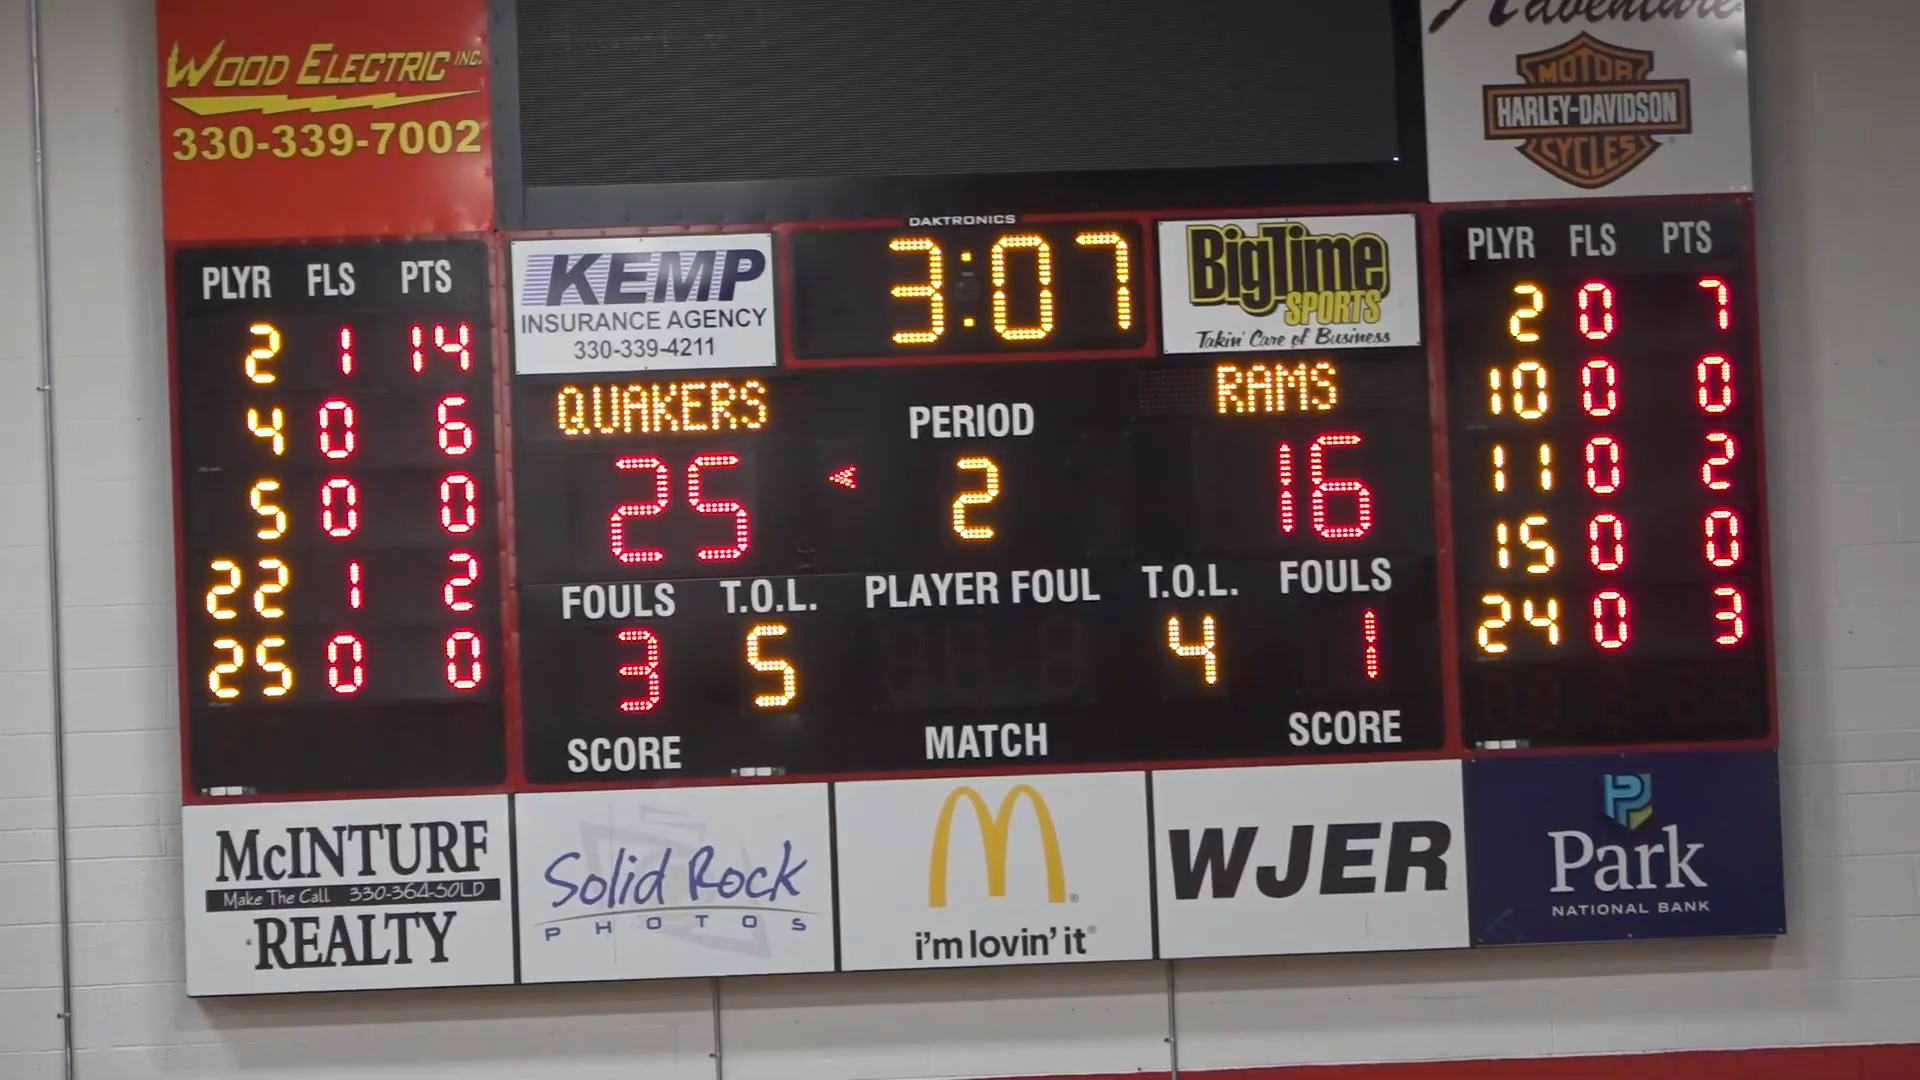 WOOD ELECTRIC INC.
330-339-7002
MOTOR
HARLEY-DAVIDSON
CYCLES
DAKTRONICS
KEMP
INSURANCE AGENCY
330-339-4211
3:07
BigTime
SPORTS
Takin' Care of Business
PLYR FLS PTS
2 1 14
4 0 6
5 0 0
22 1 2
25 0 0
QUAKERS
25
PERIOD
2
RAMS
16
FOULS T.O.L. PLAYER FOUL T.O.L. FOULS
3 5 4 1
SCORE MATCH SCORE
PLYR FLS PTS
2 0 7
10 0 0
11 0 2
15 0 0
24 0 3
McINTURF
Make The Call 330-364-SOLD
REALTY
Solid Rock
PHOTOS
i'm lovin' it
WJER
Park
NATIONAL BANK